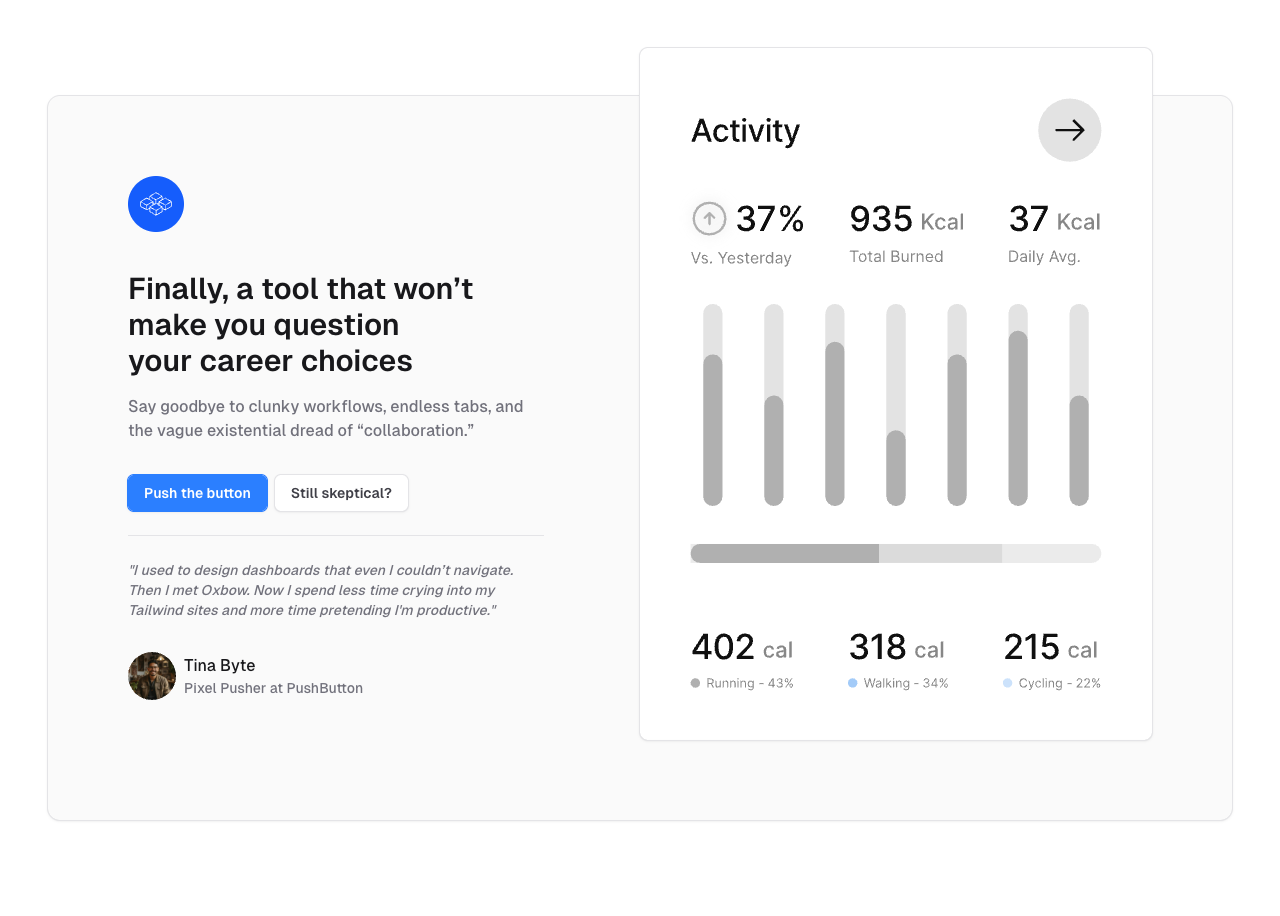 Finally, a tool that won’t
make you question
your career choices
Say goodbye to clunky workflows, endless tabs, and
the vague existential dread of “collaboration.”
Push the button
Still skeptical?
"I used to design dashboards that even I couldn’t navigate.
Then I met Oxbow. Now I spend less time crying into my
Tailwind sites and more time pretending I'm productive."
Tina Byte
Pixel Pusher at PushButton
Activity
37%
Vs. Yesterday
935 Kcal
Total Burned
37 Kcal
Daily Avg.
402 cal
Running - 43%
318 cal
Walking - 34%
215 cal
Cycling - 22%